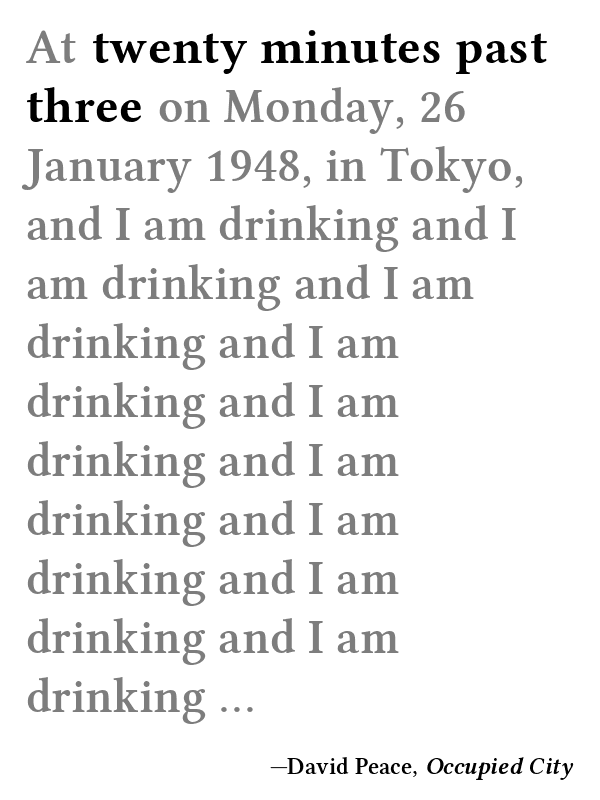 At twenty minutes past
three on Monday, 26
January 1948, in Tokyo,
and I am drinking and I
am drinking and I am
drinking and I am
drinking and I am
drinking and I am
drinking and I am
drinking and I am
drinking and I am
drinking ...
—David Peace, Occupied City